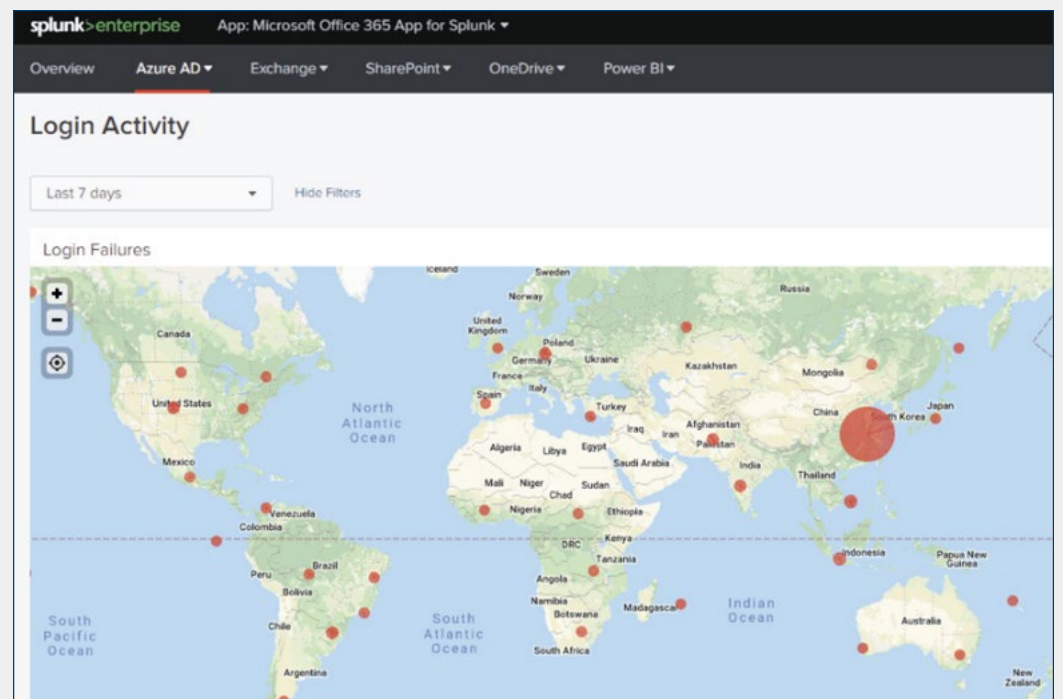 splunk>enterprise App: Microsoft Office 365 App for Splunk
Overview Azure AD Exchange SharePoint OneDrive Power BI
Login Activity
Last 7 days Hide Filters
Login Failures
+
−
Iceland
Sweden
Norway
Russia
United
Kingdom
Canada
Poland
Germany
Ukraine
Kazakhstan
Mongolia
France
Italy
Spain
United States
North
Atlantic
Ocean
Turkey
China
South Korea
Japan
Iraq
Iran
Afghanistan
Pakistan
Algeria
Libya
Egypt
Saudi Arabia
India
Thailand
Mexico
Mali
Niger
Chad
Sudan
Nigeria
Ethiopia
Venezuela
Colombia
DRC
Kenya
Indonesia
Papua New
Guinea
Tanzania
Peru
Brazil
Angola
Bolivia
Namibia
Botswana
Madagascar
Indian
Ocean
South
Pacific
Ocean
Chile
South
Atlantic
Ocean
South Africa
Australia
Argentina
New
Zealand